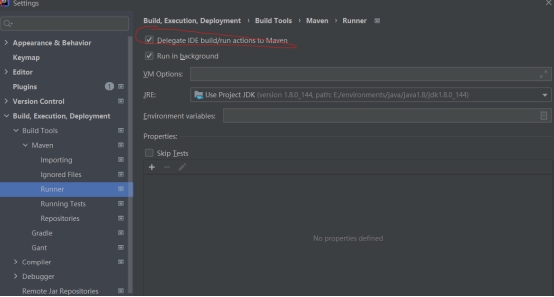 Settings
Appearance & Behavior
Keymap
Editor
Plugins 1
Version Control
Build, Execution, Deployment
Build Tools
Maven
Importing
Ignored Files
Runner
Running Tests
Repositories
Gradle
Gant
Compiler
Debugger
Remote Jar Repositories
Build, Execution, Deployment > Build Tools > Maven > Runner
Delegate IDE build/run actions to Maven
Run in background
VM Options:
JRE: Use Project JDK (version 1.8.0_144, path: E:/environments/java/java1.8/jdk1.8.0_144)
Environment variables:
Properties:
Skip Tests
No properties defined